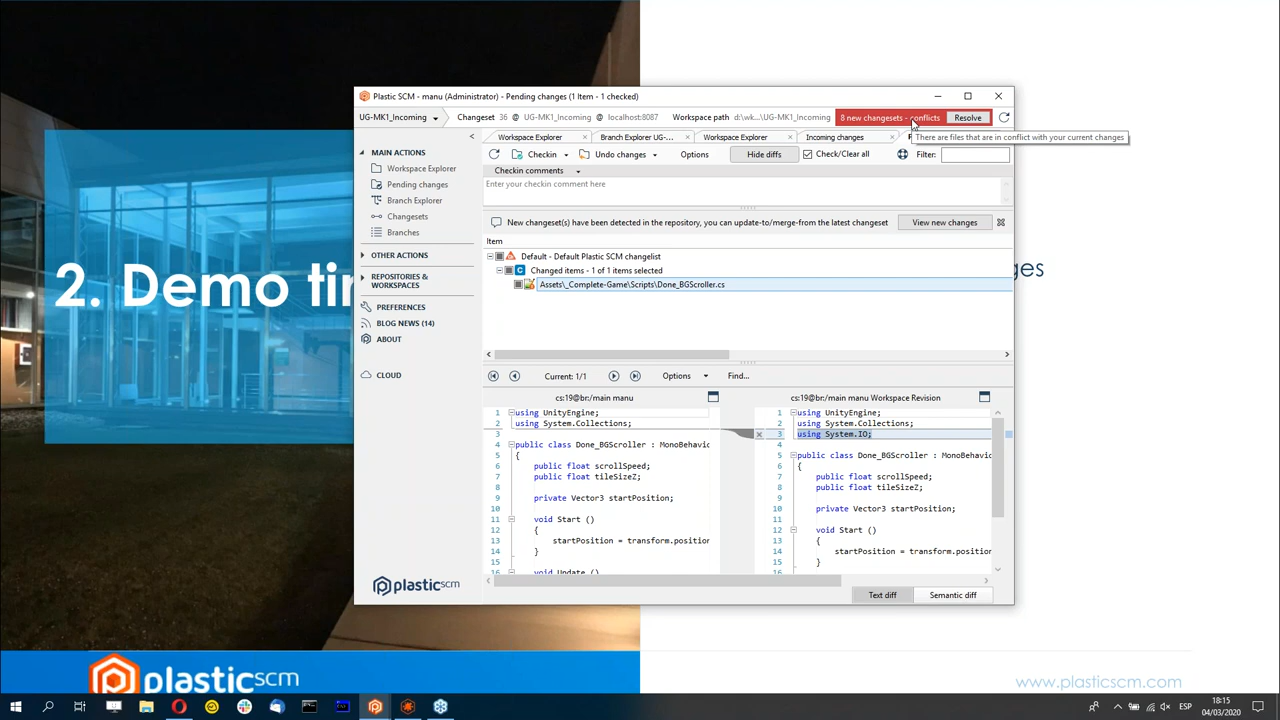 Plastic SCM - manu (Administrator) - Pending changes (1 Item - 1 checked)
UG-MK1_Incoming Changeset 36 @ UG-MK1_Incoming @ localhost:8087 Workspace path d:\wk...\UG-MK1_Incoming 8 new changesets - conflicts Resolve
There are files that are in conflict with your current changes
Workspace Explorer Branch Explorer UG-... Workspace Explorer Incoming changes
MAIN ACTIONS
Workspace Explorer
Pending changes
Branch Explorer
Changesets
Branches
OTHER ACTIONS
REPOSITORIES &
WORKSPACES
PREFERENCES
BLOG NEWS (14)
ABOUT
CLOUD
plasticscm
Checkin Undo changes Options Hide diffs Check/Clear all Filter:
Checkin comments
Enter your checkin comment here
New changeset(s) have been detected in the repository, you can update-to/merge-from the latest changeset View new changes
Item
Default - Default Plastic SCM changelist
Changed items - 1 of 1 items selected
Assets\_Complete-Game\Scripts\Done_BGScroller.cs
Current: 1/1 Options Find...
cs:19@br:/main manu
1 using UnityEngine;
2 using System.Collections;
3
4 public class Done_BGScroller : MonoBehavio
5 {
6 public float scrollSpeed;
7 public float tileSizeZ;
8
9 private Vector3 startPosition;
10
11 void Start ()
12 {
13 startPosition = transform.position
14 }
15
16 void Update ()
cs:19@br:/main manu Workspace Revision
1 using UnityEngine;
2 using System.Collections;
3 using System.IO;
4
5 public class Done_BGScroller : MonoBehavio
6 {
7 public float scrollSpeed;
8 public float tileSizeZ;
9
10 private Vector3 startPosition;
11
12 void Start ()
13 {
14 startPosition = transform.position
15 }
16
Text diff Semantic diff
2. Demo tim
ges
plasticscm
www.plasticscm.com
ESP
18:15
04/03/2020